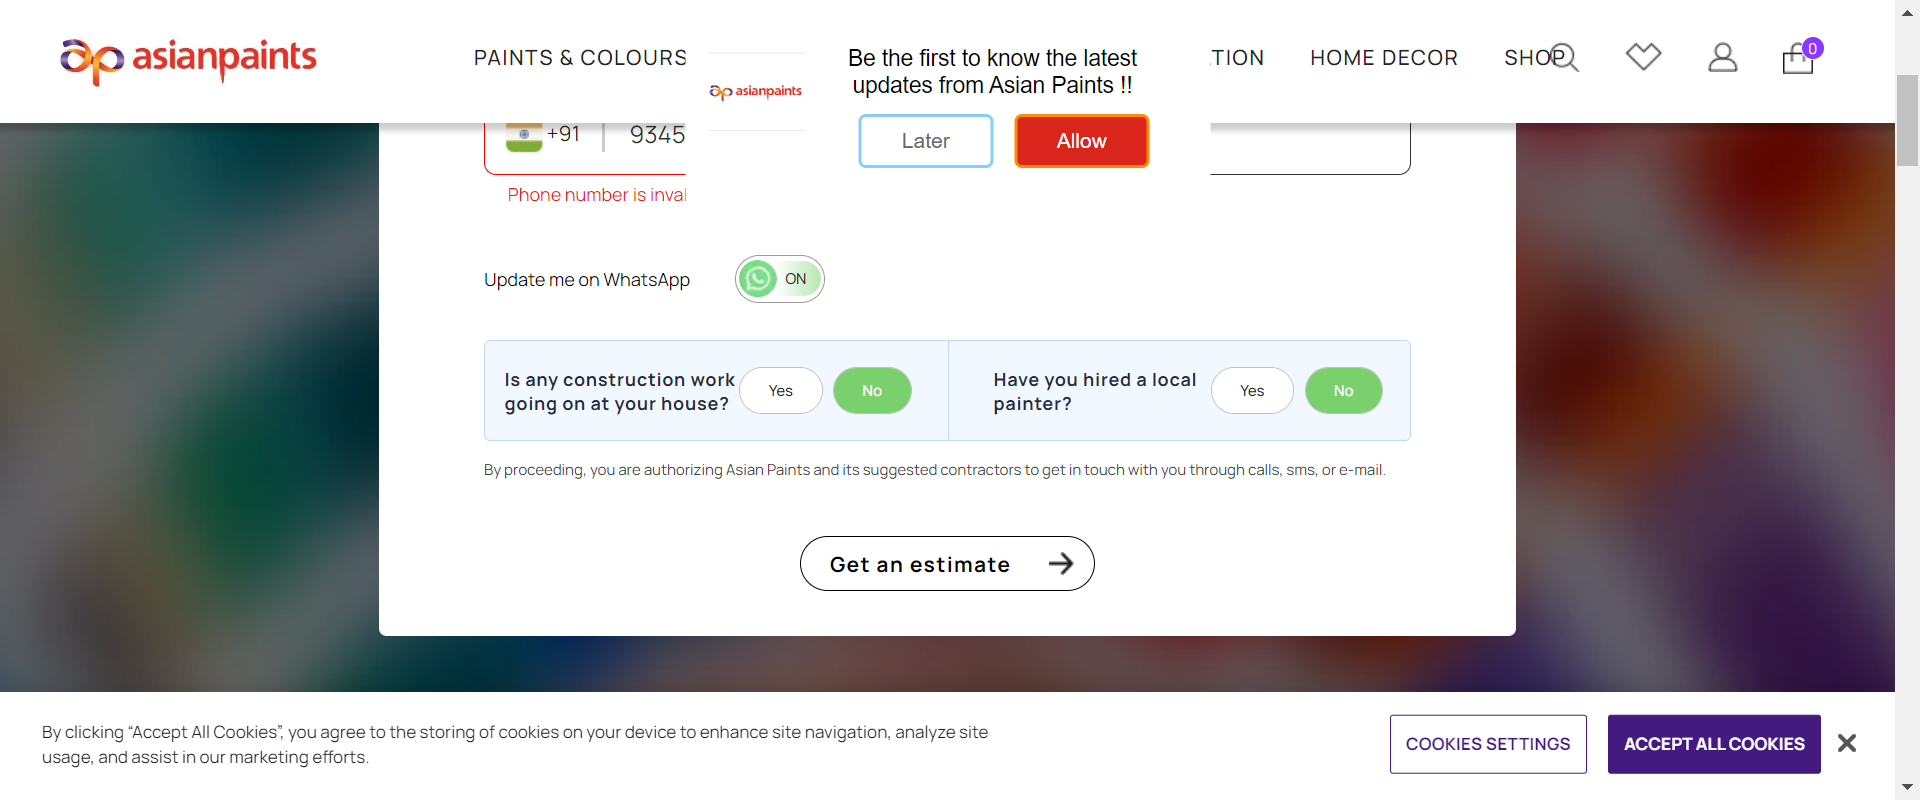 asianpaints
PAINTS & COLOURS
asianpaints
Be the first to know the latest
updates from Asian Paints !!
Later
Allow
TION
HOME DECOR
SHOP
0
+91
9345
Phone number is inval
Update me on WhatsApp
ON
Is any construction work
going on at your house?
Yes
No
Have you hired a local
painter?
Yes
No
By proceeding, you are authorizing Asian Paints and its suggested contractors to get in touch with you through calls, sms, or e-mail.
Get an estimate
By clicking “Accept All Cookies”, you agree to the storing of cookies on your device to enhance site navigation, analyze site
usage, and assist in our marketing efforts.
COOKIES SETTINGS
ACCEPT ALL COOKIES